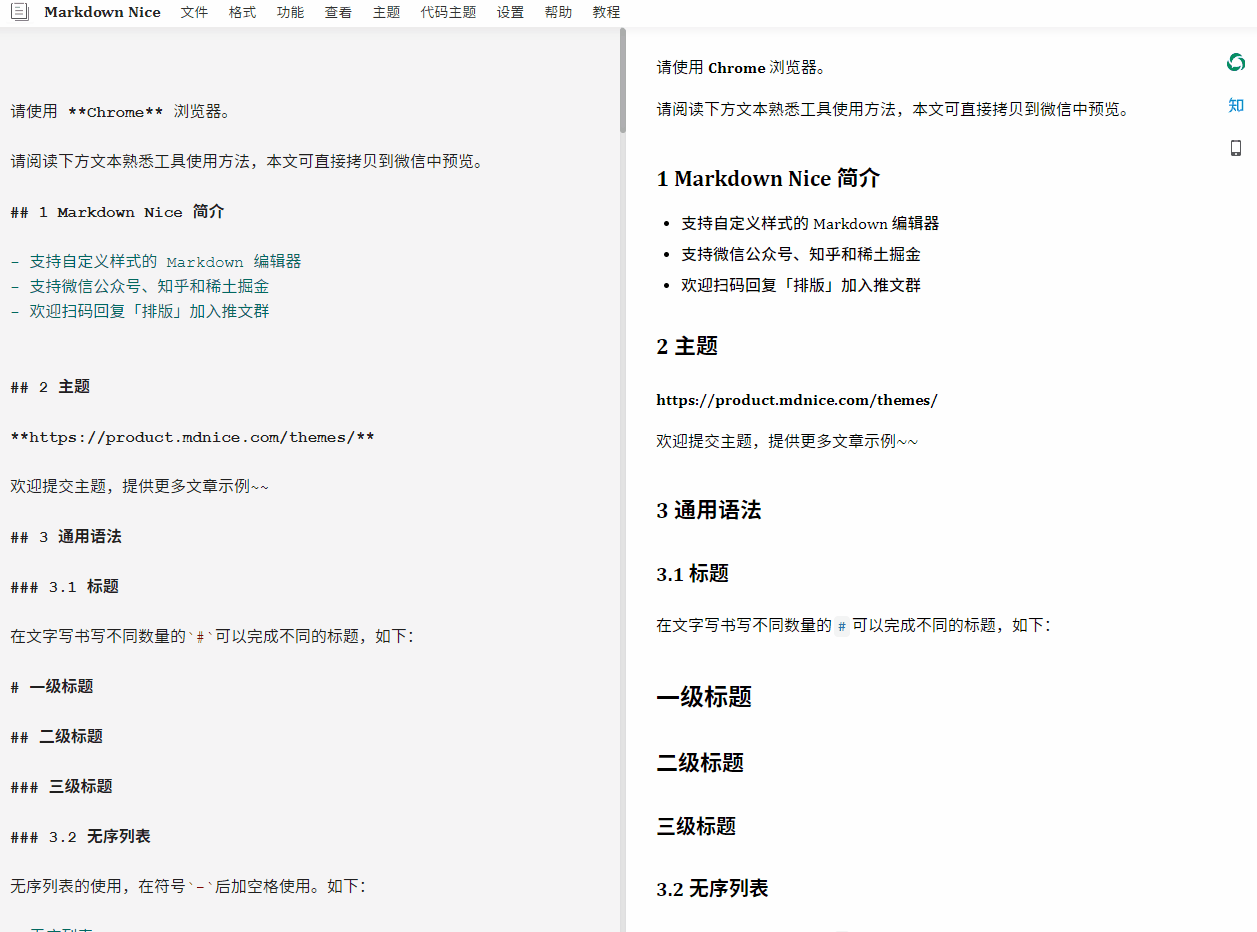 Markdown Nice 文件 格式 功能 查看 主题 代码主题 设置 帮助 教程
请使用 **Chrome** 浏览器。
请阅读下方文本熟悉工具使用方法，本文可直接拷贝到微信中预览。
## 1 Markdown Nice 简介
- 支持自定义样式的 Markdown 编辑器
- 支持微信公众号、知乎和稀土掘金
- 欢迎扫码回复「排版」加入推文群
## 2 主题
**https://product.mdnice.com/themes/**
欢迎提交主题，提供更多文章示例~~
## 3 通用语法
### 3.1 标题
在文字写书写不同数量的`#`可以完成不同的标题，如下：
# 一级标题
## 二级标题
### 三级标题
### 3.2 无序列表
无序列表的使用，在符号`-`后加空格使用。如下：
请使用 Chrome 浏览器。
请阅读下方文本熟悉工具使用方法，本文可直接拷贝到微信中预览。
1 Markdown Nice 简介
• 支持自定义样式的 Markdown 编辑器
• 支持微信公众号、知乎和稀土掘金
• 欢迎扫码回复「排版」加入推文群
2 主题
https://product.mdnice.com/themes/
欢迎提交主题，提供更多文章示例~~
3 通用语法
3.1 标题
在文字写书写不同数量的 # 可以完成不同的标题，如下：
一级标题
二级标题
三级标题
3.2 无序列表
知